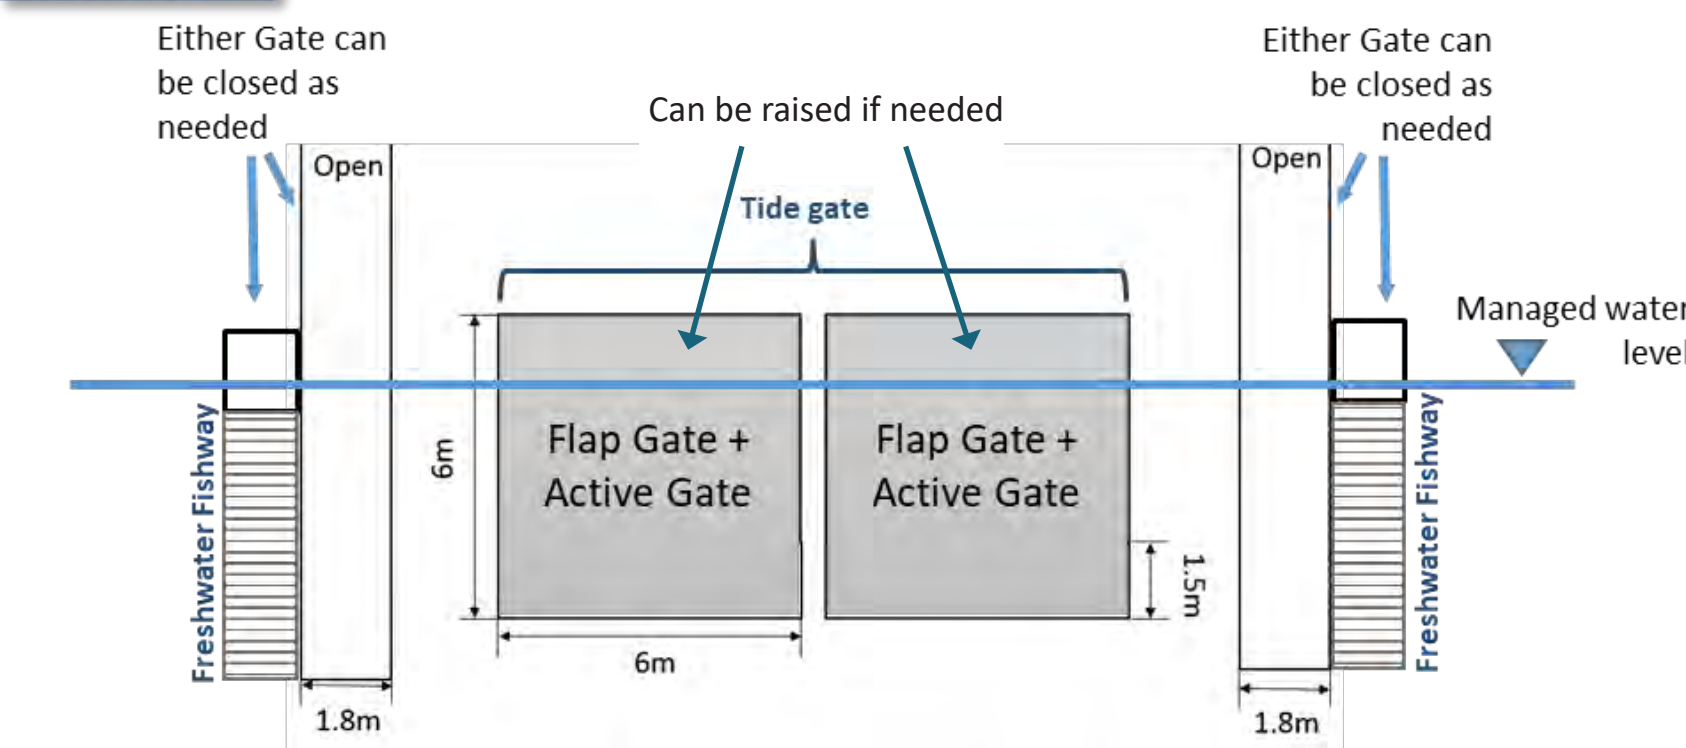 Either Gate can
be closed as
needed
Either Gate can
be closed as
needed
Can be raised if needed
Open
Open
Tide gate
Managed water
level
6m
Flap Gate +
Active Gate
Flap Gate +
Active Gate
1.5m
Freshwater Fishway
Freshwater Fishway
6m
1.8m
1.8m